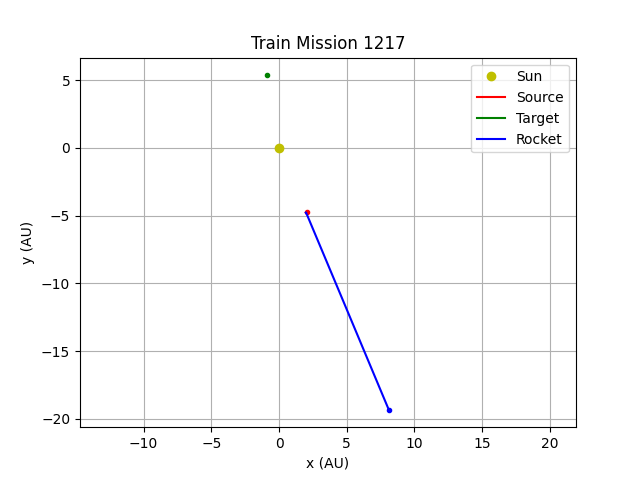 Train Mission 1217
Sun
Source
Target
Rocket
y (AU)
5
0
−5
−10
−15
−20
−10
−5
0
5
10
15
20
x (AU)